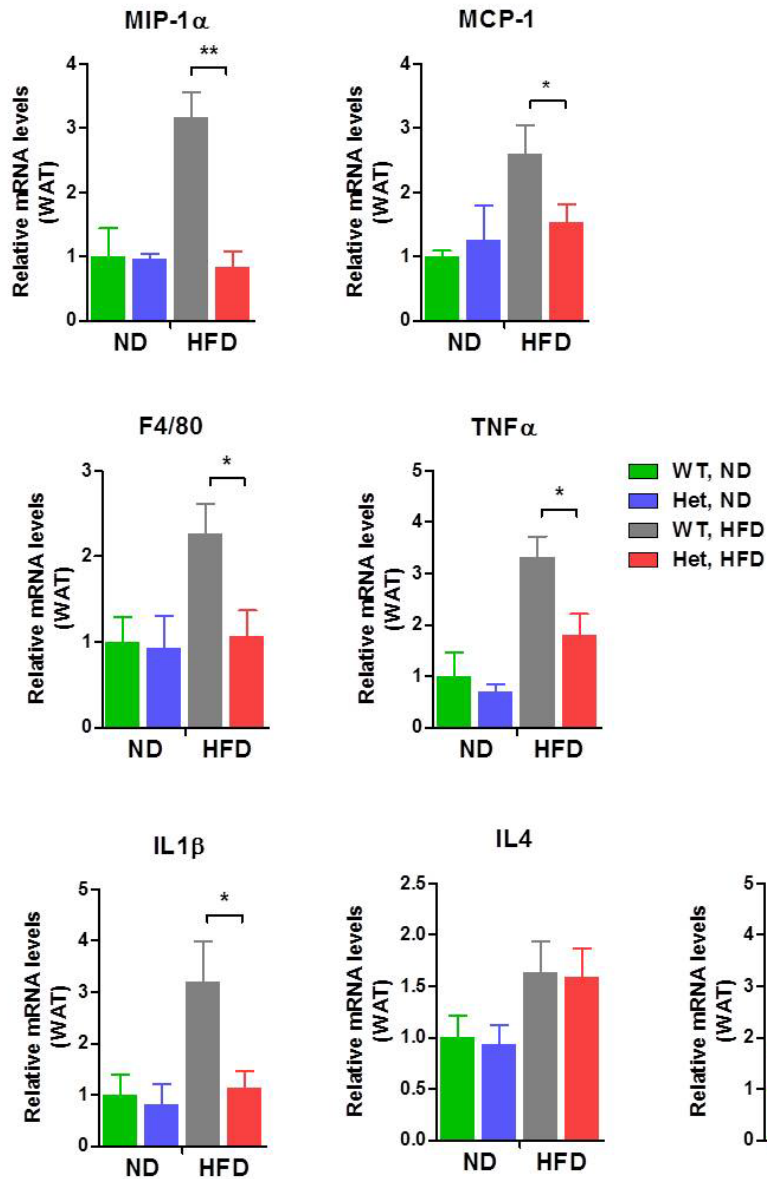 MIP-1α
Relative mRNA levels
(WAT)
4
3
2
1
0
**
ND
HFD
MCP-1
Relative mRNA levels
(WAT)
4
3
2
1
0
*
ND
HFD
F4/80
Relative mRNA levels
(WAT)
3
2
1
0
*
ND
HFD
TNFα
Relative mRNA levels
(WAT)
5
4
3
2
1
0
*
ND
HFD
WT, ND
Het, ND
WT, HFD
Het, HFD
IL1β
Relative mRNA levels
(WAT)
5
4
3
2
1
0
*
ND
HFD
IL4
Relative mRNA levels
(WAT)
2.5
2.0
1.5
1.0
0.5
0.0
ND
HFD
Relative mRNA levels
(WAT)
5
4
3
2
1
0